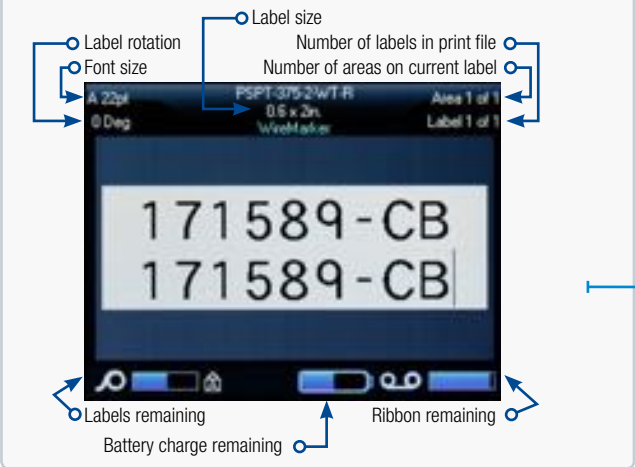 Label size
Label rotation
Number of labels in print file
Font size
Number of areas on current label
A 22pt
PSPT-375-2-WT-R
Area 1 of 1
0 Deg
0.6 x 2in.
Label 1 of 1
WireMarker
171589-CB
171589-CB
Labels remaining
Ribbon remaining
Battery charge remaining